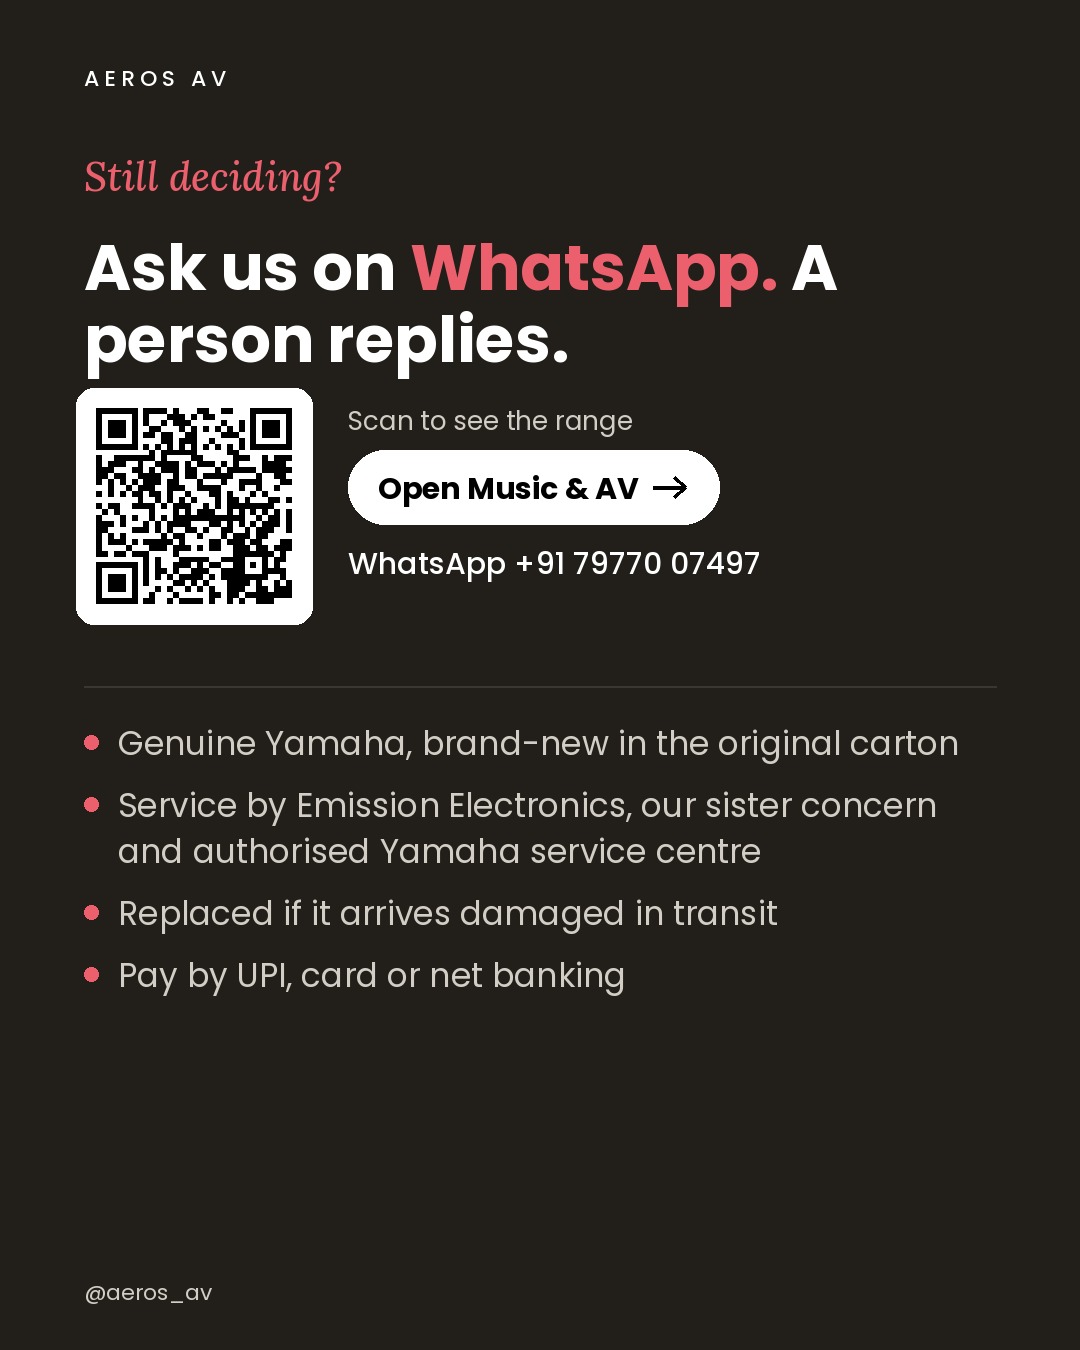 AEROS AV
Still deciding?
Ask us on WhatsApp. A
person replies.
Scan to see the range
Open Music & AV →
WhatsApp +91 79770 07497
Genuine Yamaha, brand-new in the original carton
Service by Emission Electronics, our sister concern
and authorised Yamaha service centre
Replaced if it arrives damaged in transit
Pay by UPI, card or net banking
@aeros_av